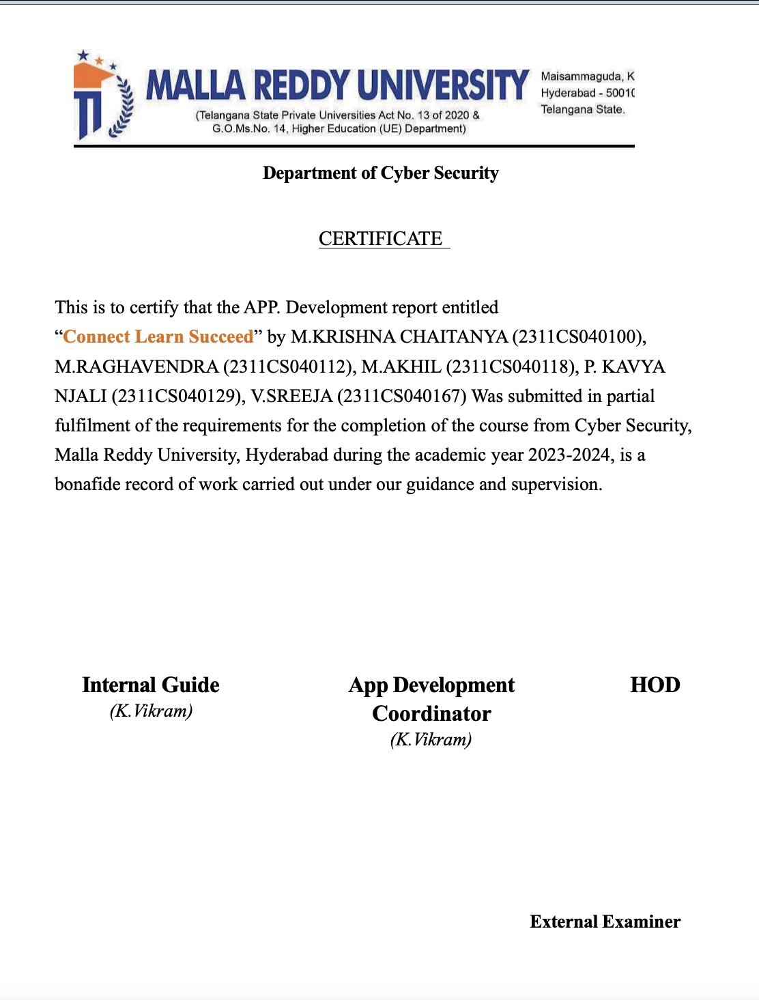 MALLA REDDY UNIVERSITY
(Telangana State Private Universities Act No. 13 of 2020 &
G.O.Ms.No. 14, Higher Education (UE) Department)
Maisammaguda, K
Hyderabad - 5001
Telangana State.
Department of Cyber Security
CERTIFICATE
This is to certify that the APP. Development report entitled
“Connect Learn Succeed” by M.KRISHNA CHAITANYA (2311CS040100),
M.RAGHAVENDRA (2311CS040112), M.AKHIL (2311CS040118), P. KAVYA
NJALI (2311CS040129), V.SREEJA (2311CS040167) Was submitted in partial
fulfilment of the requirements for the completion of the course from Cyber Security,
Malla Reddy University, Hyderabad during the academic year 2023-2024, is a
bonafide record of work carried out under our guidance and supervision.
Internal Guide
(K.Vikram)
App Development
Coordinator
(K.Vikram)
HOD
External Examiner